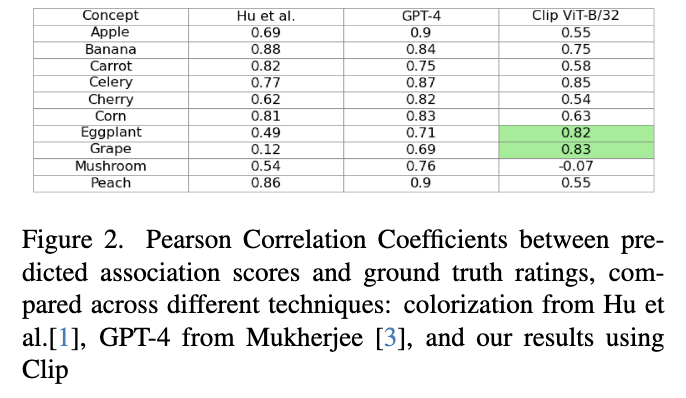 Concept Hu et al. GPT-4 Clip ViT-B/32
Apple 0.69 0.9 0.55
Banana 0.88 0.84 0.75
Carrot 0.82 0.75 0.58
Celery 0.77 0.87 0.85
Cherry 0.62 0.82 0.54
Corn 0.81 0.83 0.63
Eggplant 0.49 0.71 0.82
Grape 0.12 0.69 0.83
Mushroom 0.54 0.76 -0.07
Peach 0.86 0.9 0.55
Figure 2. Pearson Correlation Coefficients between pre-
dicted association scores and ground truth ratings, com-
pared across different techniques: colorization from Hu et
al.[1], GPT-4 from Mukherjee [3], and our results using
Clip